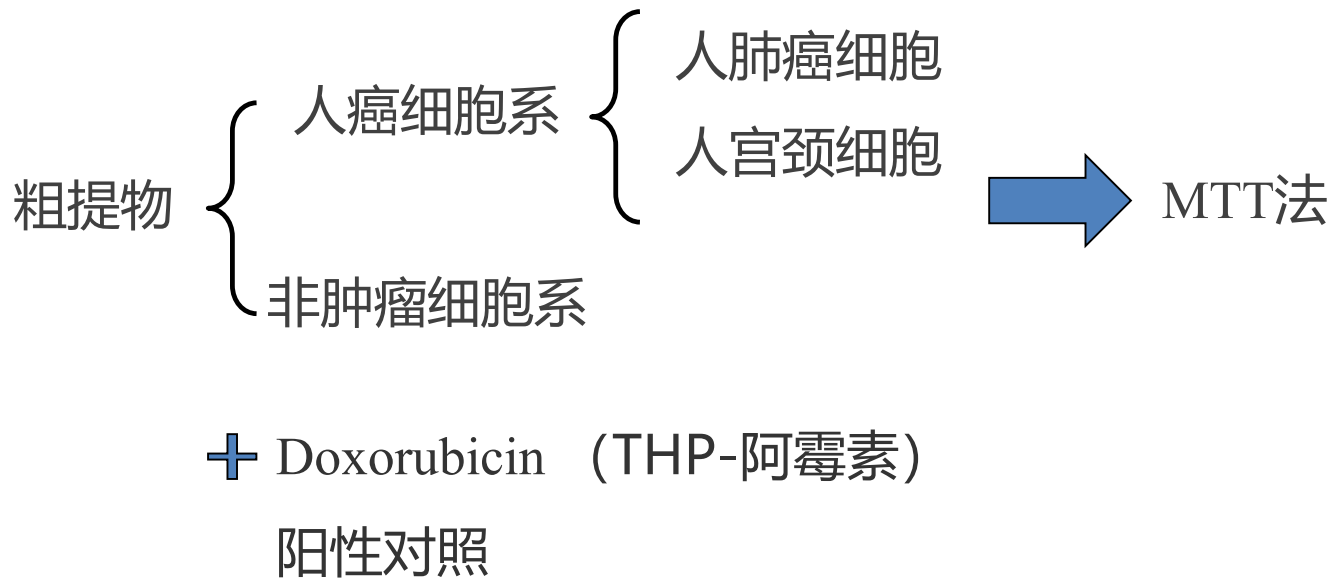 人肺癌细胞
人癌细胞系
人宫颈细胞
粗提物
MTT法
非肿瘤细胞系
Doxorubicin（THP-阿霉素）
阳性对照